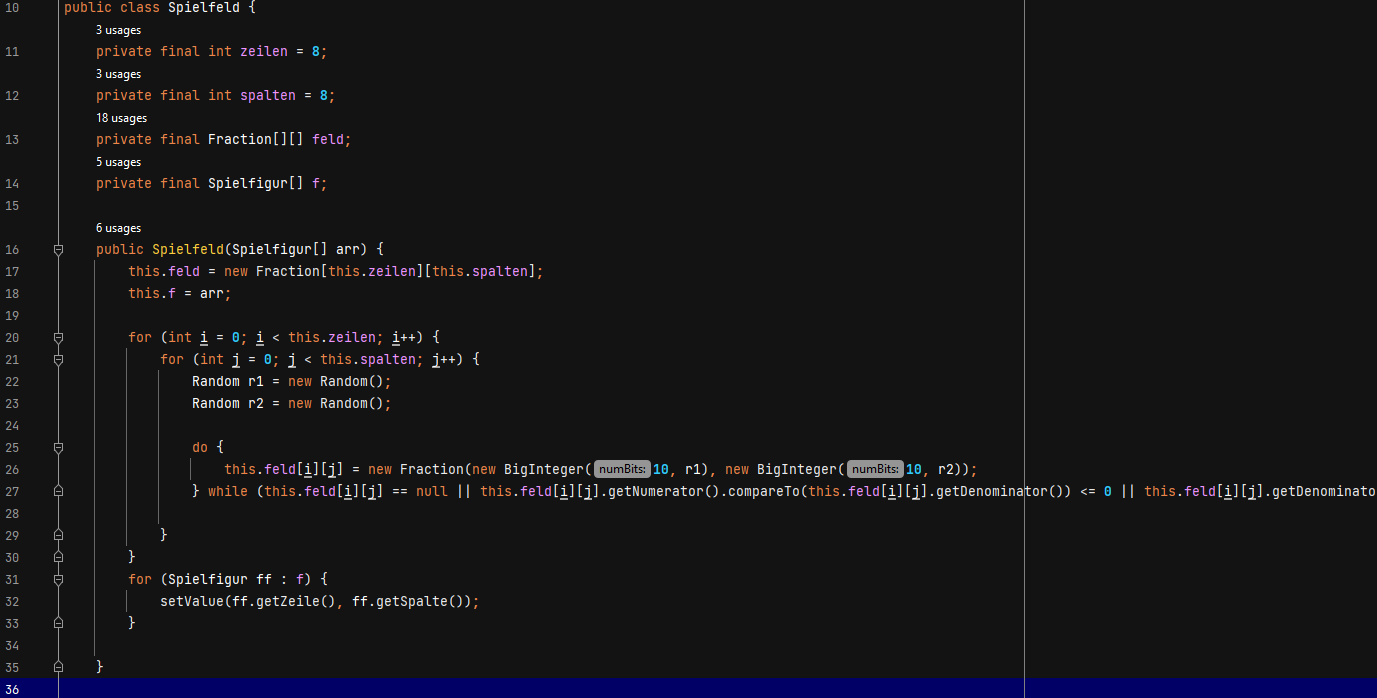 10 public class Spielfeld {
3 usages
11 private final int zeilen = 8;
3 usages
12 private final int spalten = 8;
18 usages
13 private final Fraction[][] feld;
5 usages
14 private final Spielfigur[] f;
15
6 usages
16 public Spielfeld(Spielfigur[] arr) {
17 this.feld = new Fraction[this.zeilen][this.spalten];
18 this.f = arr;
19
20 for (int i = 0; i < this.zeilen; i++) {
21 for (int j = 0; j < this.spalten; j++) {
22 Random r1 = new Random();
23 Random r2 = new Random();
24
25 do {
26 this.feld[i][j] = new Fraction(new BigInteger( numBits: 10, r1), new BigInteger( numBits: 10, r2));
27 } while (this.feld[i][j] == null || this.feld[i][j].getNumerator().compareTo(this.feld[i][j].getDenominator()) <= 0 || this.feld[i][j].getDenominato
28
29 }
30 }
31 for (Spielfigur ff : f) {
32 setValue(ff.getZeile(), ff.getSpalte());
33 }
34
35 }
36